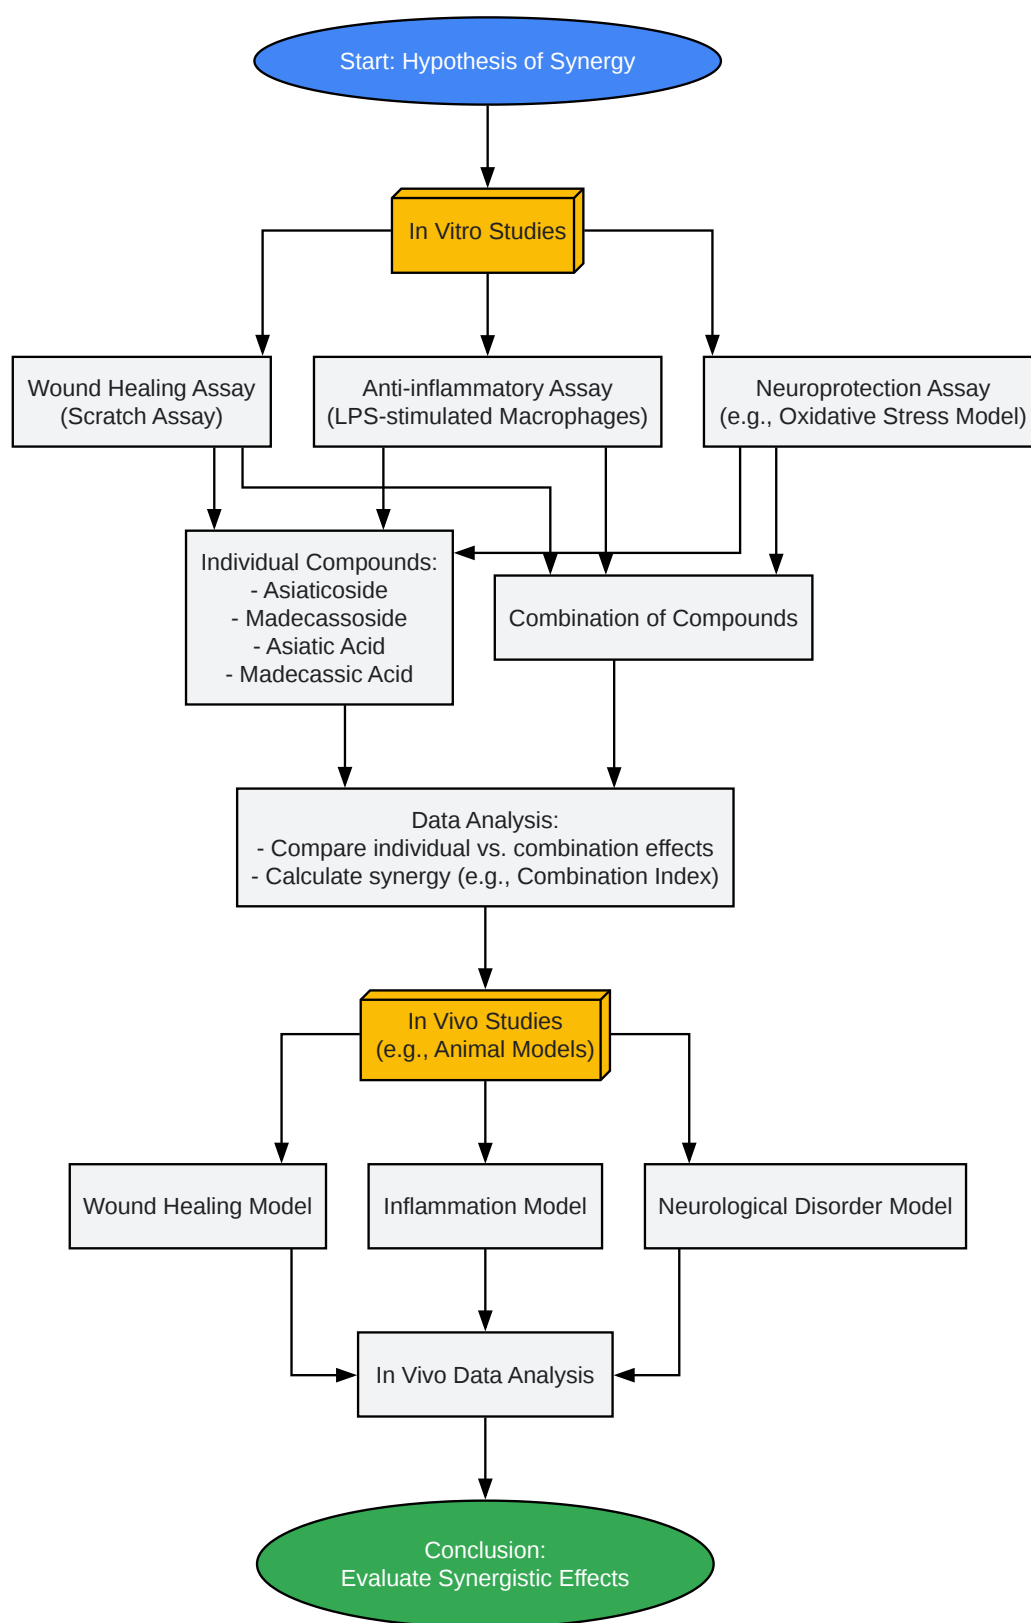 Start: Hypothesis of Synergy
In Vitro Studies
Wound Healing Assay
(Scratch Assay)
Anti-inflammatory Assay
(LPS-stimulated Macrophages)
Neuroprotection Assay
(e.g., Oxidative Stress Model)
Individual Compounds:
- Asiaticoside
- Madecassoside
- Asiatic Acid
- Madecassic Acid
Combination of Compounds
Data Analysis:
- Compare individual vs. combination effects
- Calculate synergy (e.g., Combination Index)
In Vivo Studies
(e.g., Animal Models)
Wound Healing Model
Inflammation Model
Neurological Disorder Model
In Vivo Data Analysis
Conclusion:
Evaluate Synergistic Effects